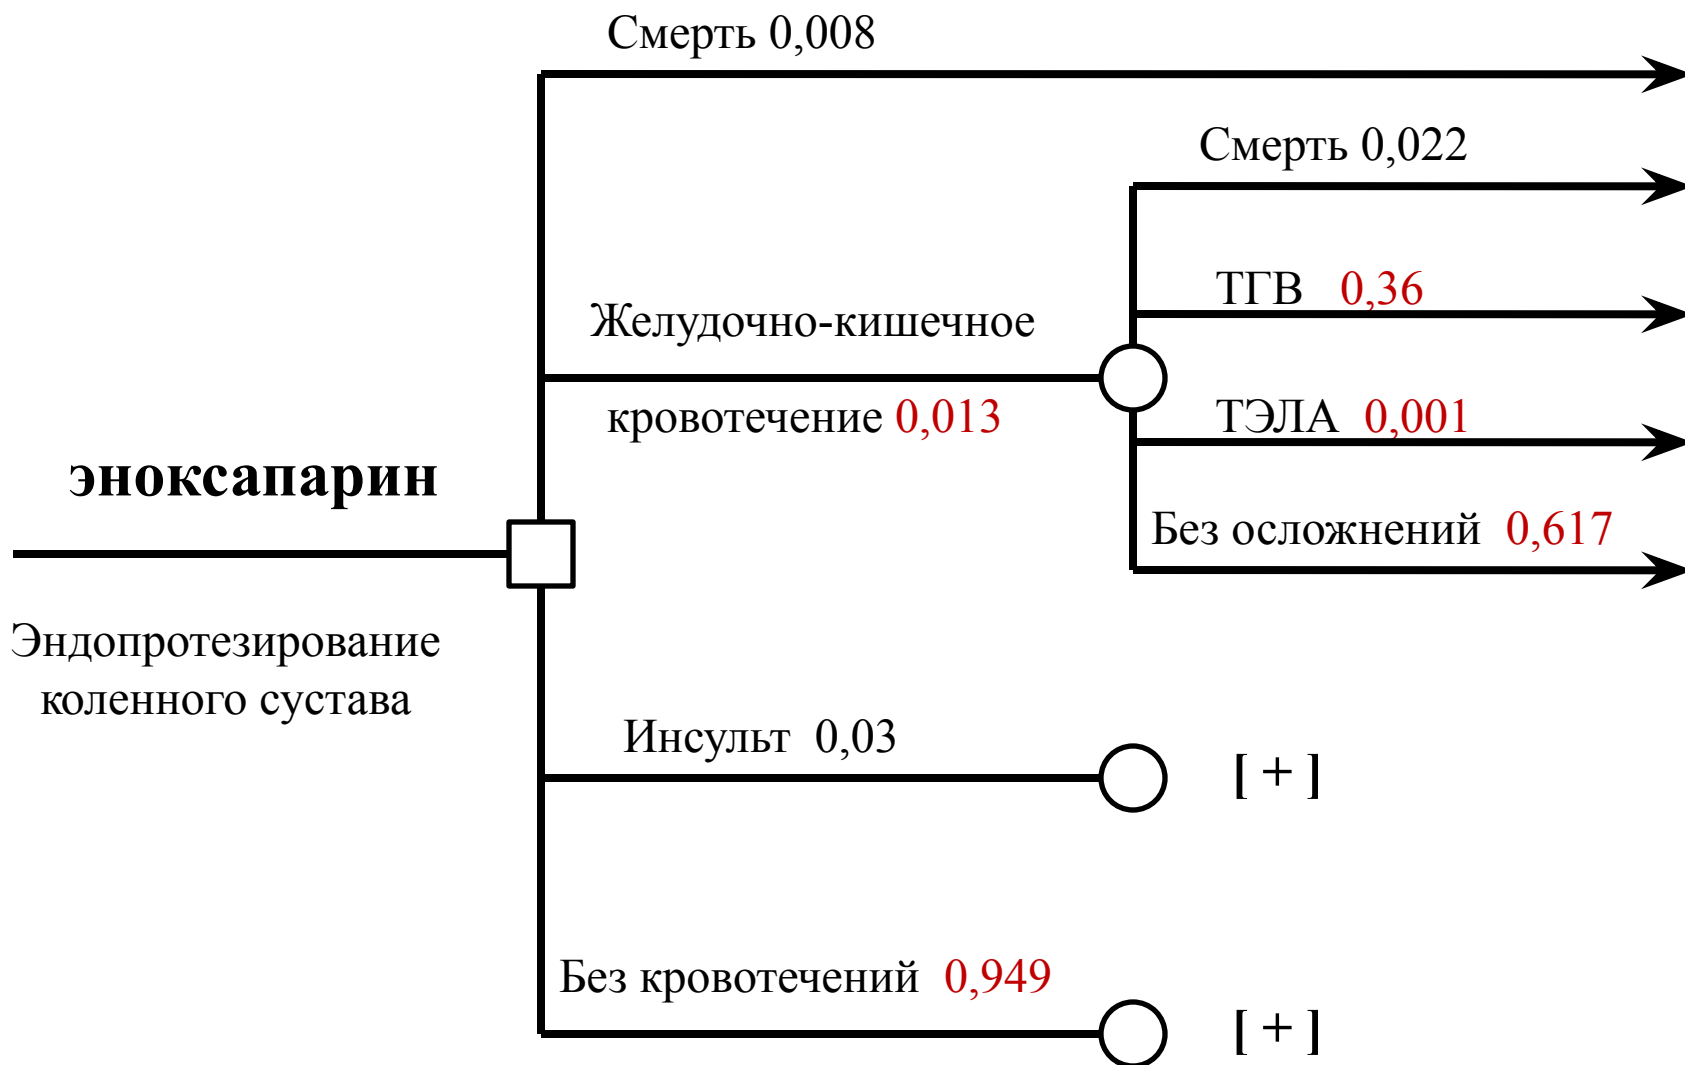 Смерть 0,008
Смерть 0,022
ТГВ 0,36
Желудочно-кишечное
кровотечение 0,013
ТЭЛА 0,001
эноксапарин
Без осложнений 0,617
Эндопротезирование
коленного сустава
Инсульт 0,03
[ + ]
Без кровотечений 0,949
[ + ]